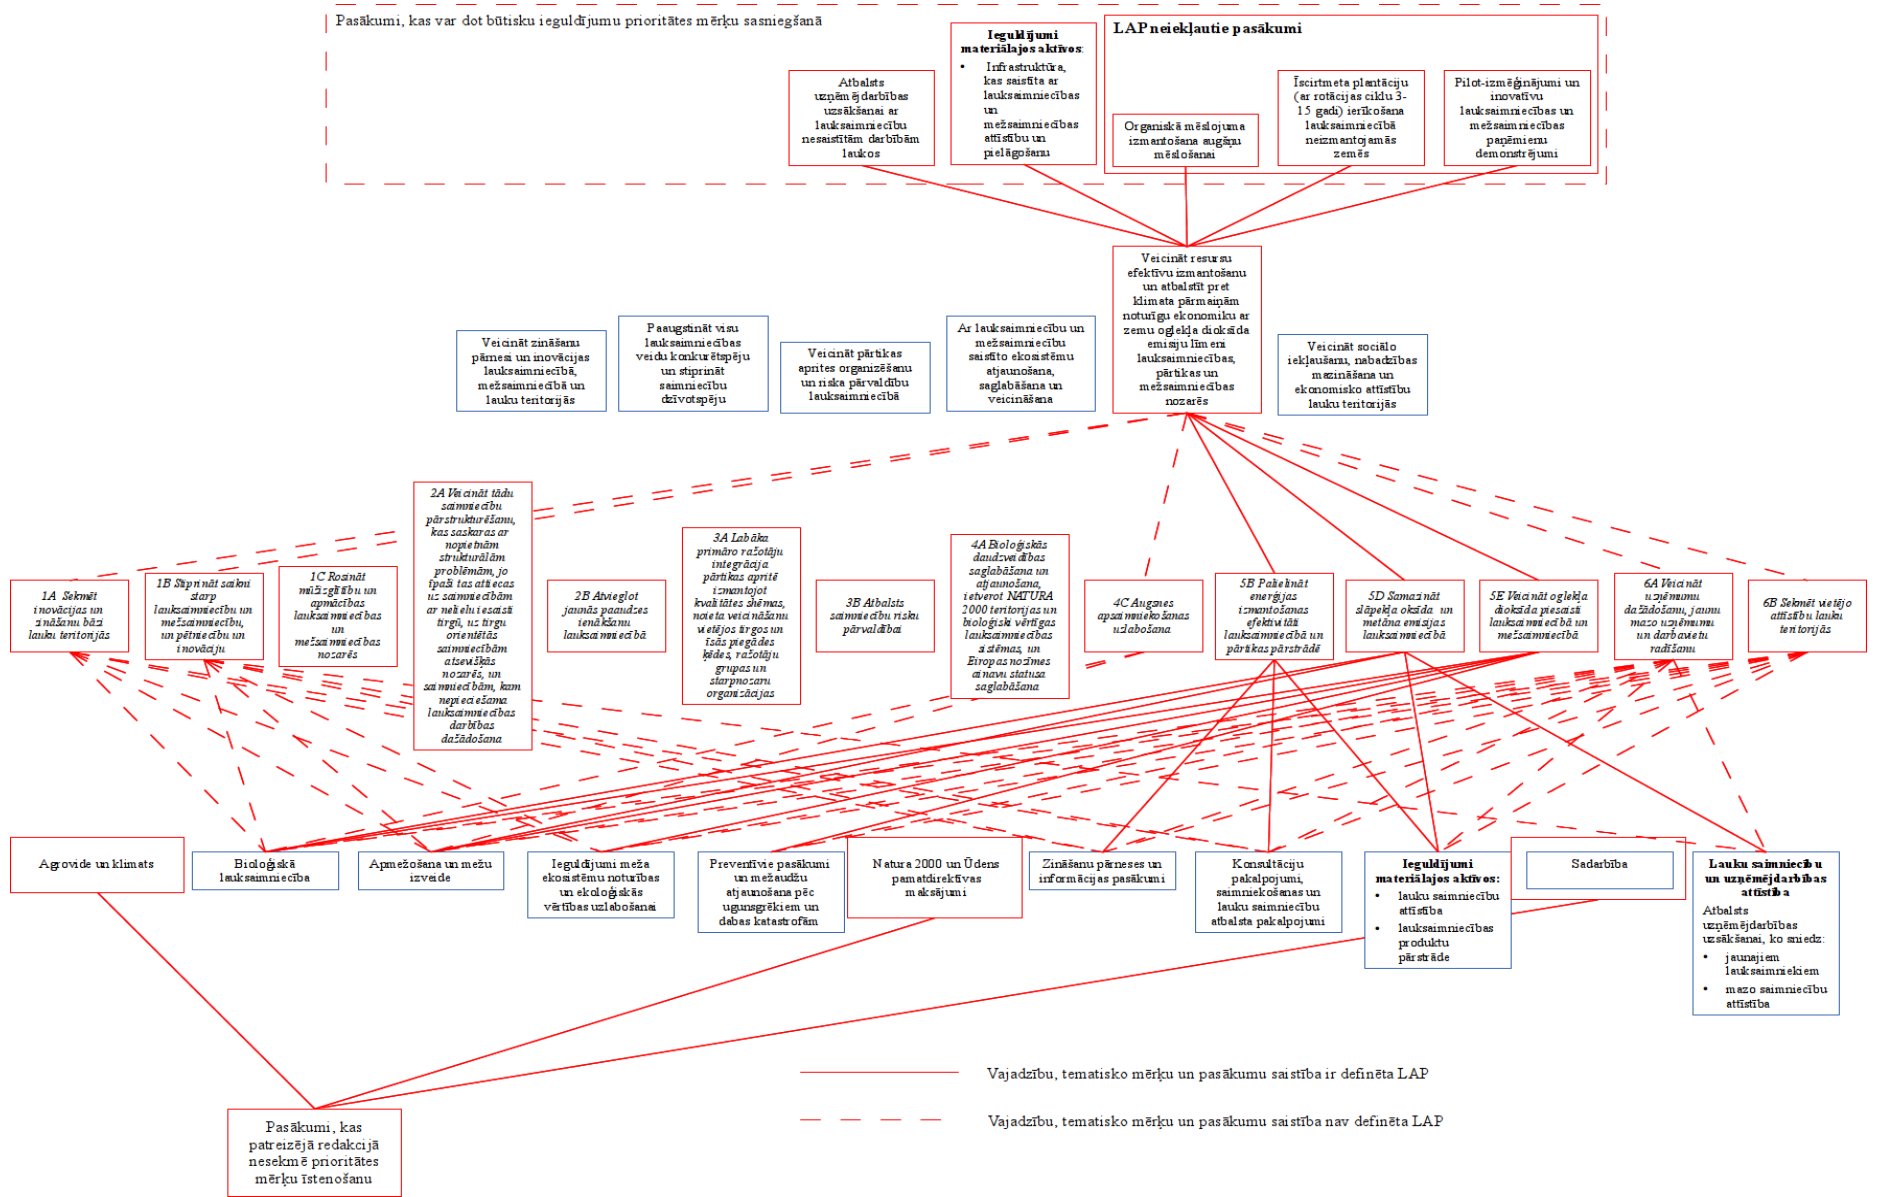 Pasākumi, kas var dot būtisku ieguldījumu prioritātes mērķu sasniegšanā
Ieguldījumi
materiālajos aktīvos:
• Infrastruktūra,
kas saistīta ar
lauksaimniecības
un
mežsaimniecības
attīstību un
pielāgošanu
LAP neiekļautie pasākumi
Atbalsts
uzņēmējdarbības
uzsākšanai ar
lauksaimniecību
nesaistītām darbībām
laukos
Organiskā mēslojuma
izmantošana augšņu
mēslošanai
Īscirtmeta plantāciju
(ar rotācijas ciklu 3-
15 gadi) ierīkošana
lauksaimniecībā
neizmantojamās
zemēs
Pilot-izmēģinājumi un
inovatīvu
lauksaimniecības un
mežsaimniecības
paņēmienu
demonstrējumi
Veicināt zināšanu
pārnesi un inovācijas
lauksaimniecībā,
mežsaimniecībā un
lauku teritorijās
Paaugstināt visu
lauksaimniecības
veidu konkurētspēju
un stiprināt
saimniecību
dzīvotspēju
Veicināt pārtikas
aprites organizēšanu
un riska pārvaldību
lauksaimniecībā
Ar lauksaimniecību un
mežsaimniecību
saistīto ekosistēmu
atjaunošana,
saglabāšana un
veicināšana
Veicināt resursu
efektīvu izmantošanu
un atbalstīt pret
klimata pārmaiņām
noturīgu ekonomiku ar
zemu oglekļa dioksīda
emisiju līmeni
lauksaimniecības,
pārtikas un
mežsaimniecības
nozarēs
Veicināt sociālo
iekļaušanu, nabadzības
mazināšana un
ekonomisko attīstību
lauku teritorijās
1A Sekmēt
inovācijas un
zināšanu bāzi
lauku teritorijās
1B Stiprināt saikni
starp
lauksaimniecību un
mežsaimniecību,
un pētniecību un
inovāciju
1C Rosināt
mūžizglītību un
apmācības
lauksaimniecības
un
mežsaimniecības
nozarēs
2A Veicināt tādu
saimniecību
pārstrukturēšanu,
kas saskaras ar
nopietnām
strukturālām
problēmām, jo
īpaši tas attiecas
uz saimniecībām
ar nelielu iesaisti
tirgū, uz tirgu
orientētās
saimniecībām
atsevišķās
nozarēs, un
saimniecībām, kam
nepieciešama
lauksaimniecības
darbības
dažādošana
2B Atvieglot
jaunās paaudzes
ienākšanu
lauksaimniecībā
3A Labāka
primāro ražotāju
integrācija
pārtikas apritē
izmantojot
kvalitātes shēmas,
noieta veicināšanu
vietējos tirgos un
īsās piegādes
ķēdes, ražotāju
grupas un
starpnozaru
organizācijas
3B Atbalsts
saimniecību risku
pārvaldībai
4A Bioloģiskās
daudzveidības
saglabāšana un
atjaunošana,
ietverot NATURA
2000 teritorijas un
bioloģiski vērtīgas
lauksaimniecības
sistēmas, un
Eiropas nozīmes
ainavu statusa
saglabāšana
4C Augsnes
apsaimniekošanas
uzlabošana
5B Palielināt
enerģijas
izmantošanas
efektivitāti
lauksaimniecībā un
pārtikas pārstrādē
5D Samazināt
slāpekļa oksīda un
metāna emisijas
lauksaimniecībā
5E Veicināt oglekļa
dioksīda piesaisti
lauksaimniecībā un
mežsaimniecībā
6A Veicināt
uzņēmumu
dažādošanu, jaunu
mazo uzņēmumu
un darbavietu
radīšanu
6B Sekmēt vietējo
attīstību lauku
teritorijās
Agrovide un klimats
Bioloģiskā
lauksaimniecība
Apmežošana un mežu
izveide
Ieguldījumi meža
ekosistēmu noturības
un ekoloģiskās
vērtības uzlabošanai
Preventīvie pasākumi
un mežaudžu
atjaunošana pēc
ugunsgrēkiem un
dabas katastrofām
Natura 2000 un Ūdens
pamatdirektīvas
maksājumi
Zināšanu pārneses un
informācijas pasākumi
Konsultāciju
pakalpojumi,
saimniekošanas un
lauku saimniecību
atbalsta pakalpojumi
Ieguldījumi
materiālajos aktīvos:
• lauku saimniecību
attīstība
• lauksaimniecības
produktu
pārstrāde
Sadarbība
Lauku saimniecību
un uzņēmējdarbības
attīstība
Atbalsts
uzņēmējdarbības
uzsākšanai, ko sniedz:
• jaunajiem
lauksaimniekiem
• mazo saimniecību
attīstība
Vajadzību, tematisko mērķu un pasākumu saistība ir definēta LAP
Vajadzību, tematisko mērķu un pasākumu saistība nav definēta LAP
Pasākumi, kas
patreizējā redakcijā
nesekmē prioritātes
mērķu īstenošanu